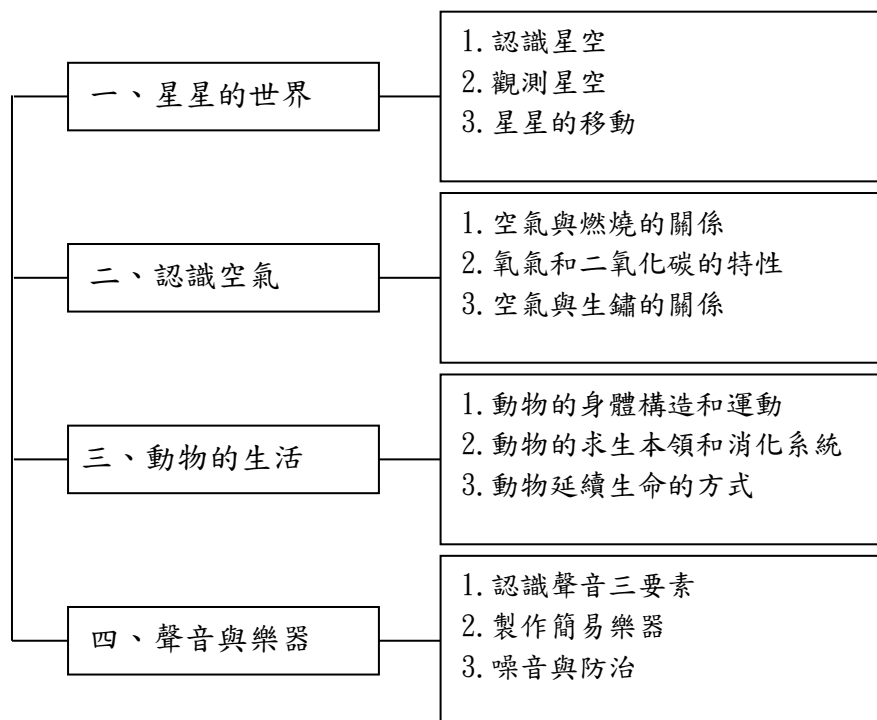 一、星星的世界
1.認識星空
2.觀測星空
3.星星的移動
二、認識空氣
1.空氣與燃燒的關係
2.氧氣和二氧化碳的特性
3.空氣與生鏽的關係
三、動物的生活
1.動物的身體構造和運動
2.動物的求生本領和消化系統
3.動物延續生命的方式
四、聲音與樂器
1.認識聲音三要素
2.製作簡易樂器
3.噪音與防治